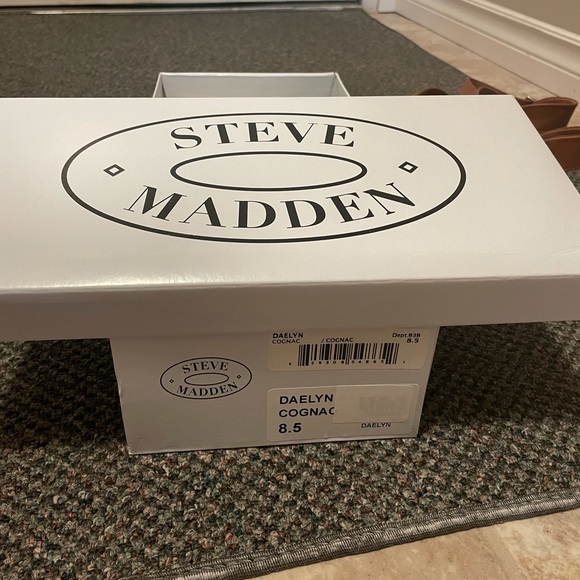 STEVE
MADDEN
DAELYN
COGNAC / COGNAC Dept.838
8.5
STEVE
MADDEN
DAELYN
COGNAC
8.5
DAELYN